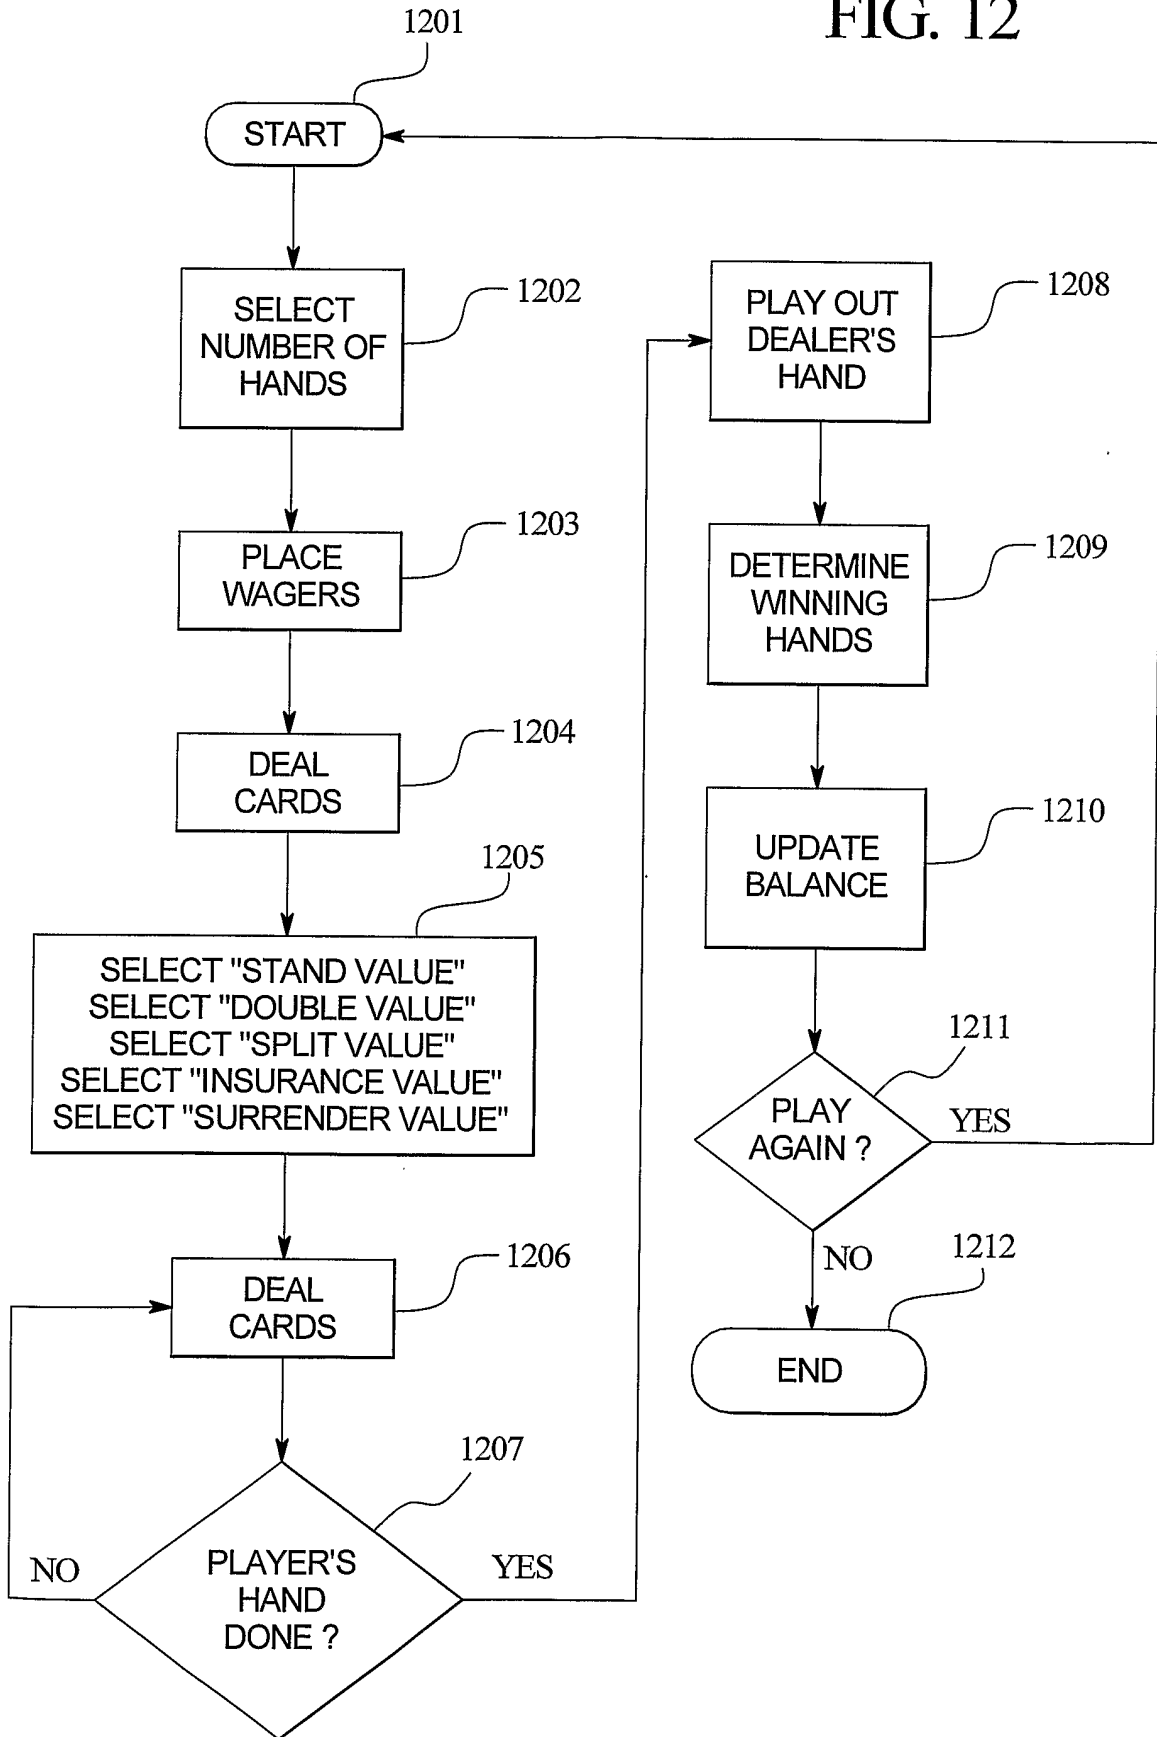 FIG. 12
1201
START
1202
SELECT
NUMBER OF
HANDS
1203
PLACE
WAGERS
1204
DEAL
CARDS
1205
SELECT "STAND VALUE"
SELECT "DOUBLE VALUE"
SELECT "SPLIT VALUE"
SELECT "INSURANCE VALUE"
SELECT "SURRENDER VALUE"
1206
DEAL
CARDS
1207
PLAYER'S
HAND
DONE ?
NO
YES
1208
PLAY OUT
DEALER'S
HAND
1209
DETERMINE
WINNING
HANDS
1210
UPDATE
BALANCE
1211
PLAY
AGAIN ?
YES
NO
1212
END